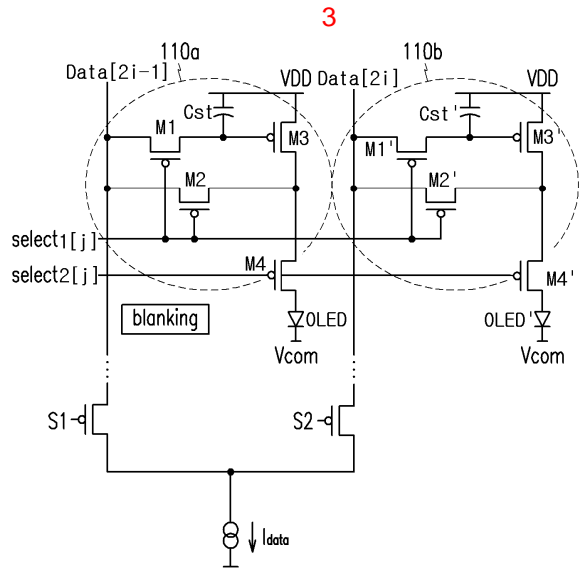 3
110a
110b
Data[2i-1]
VDD
Data[2i]
VDD
Cst
Cst'
M1
M3
M1'
M3'
M2
M2'
select1[j]
select2[j]
M4
M4'
blanking
OLED
OLED'
Vcom
Vcom
S1
S2
Idata